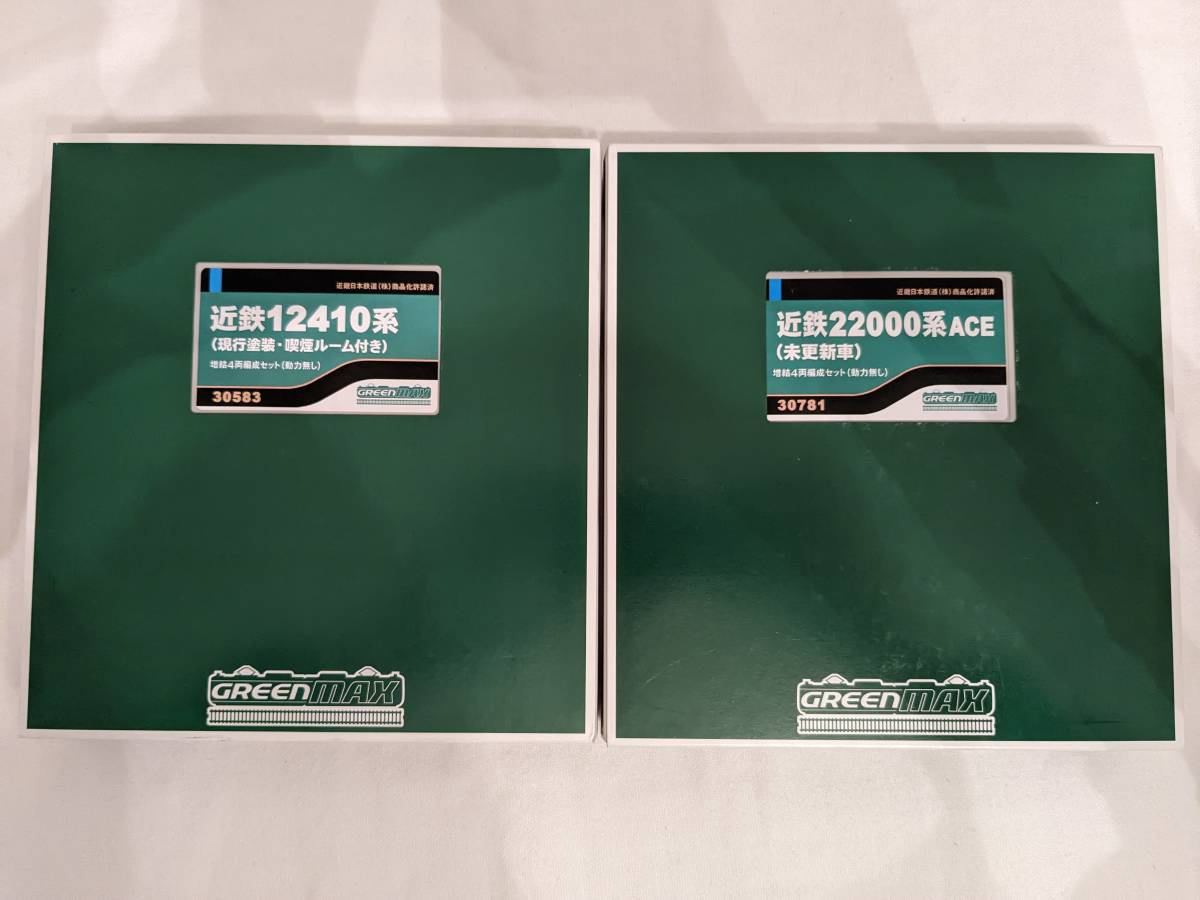 近畿日本鉄道(株)商品化許諾済
近鉄12410系
(現行塗装・喫煙ルーム付き)
増結4両編成セット(動力無し)
30583
GREENMAX
GREENMAX
近畿日本鉄道(株)商品化許諾済
近鉄22000系ACE
(未更新車)
増結4両編成セット(動力無し)
30781
GREENMAX
GREENMAX